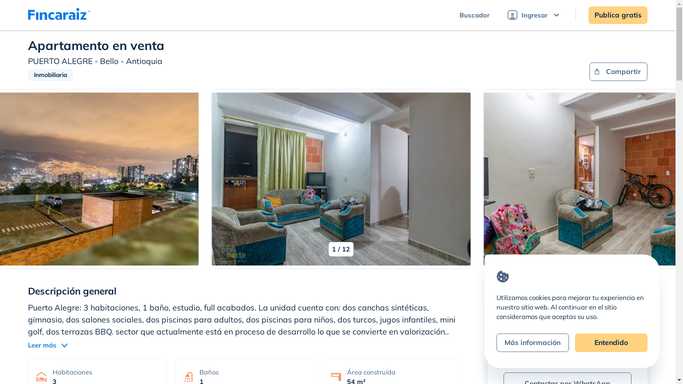 Fincaraiz
Buscador
Ingresar
Publica gratis
Apartamento en venta
PUERTO ALEGRE - Bello - Antioquia
Inmobiliaria
Compartir
1 / 12
Descripción general
Puerto Alegre: 3 habitaciones, 1 baño, estudio, full acabados. La unidad cuenta con: dos canchas sintéticas,
gimnasio, dos salones sociales, dos piscinas para adultos, dos piscinas para niños, dos turcos, juegos infantiles, mini
golf, dos terrazas BBQ. sector que actualmente está en proceso de desarrollo lo que se convierte en valorización..
Leer más
Habitaciones
3
Baños
1
Área construida
54 m²
Utilizamos cookies para mejorar tu experiencia en
nuestro sitio web. Al continuar en el sitio
consideramos que aceptas su uso.
Más información
Entendido
Contactar por WhatsApp